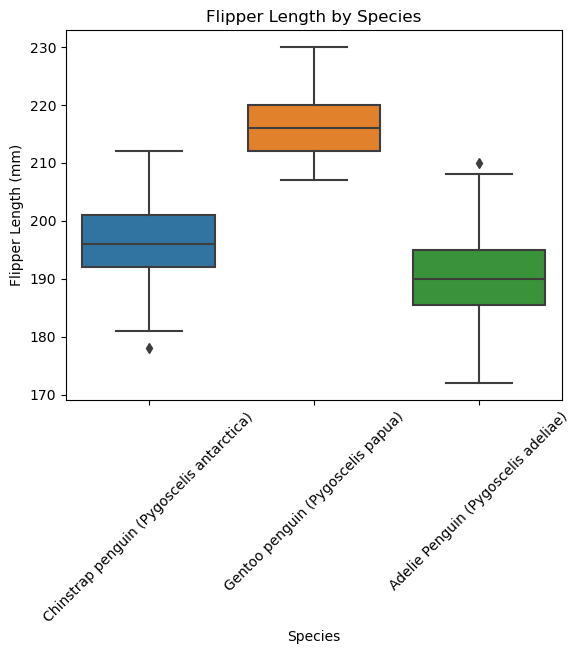 Flipper Length by Species
Flipper Length (mm)
230
220
210
200
190
180
170
Chinstrap penguin (Pygoscelis antarctica)
Gentoo penguin (Pygoscelis papua)
Adelie Penguin (Pygoscelis adeliae)
Species